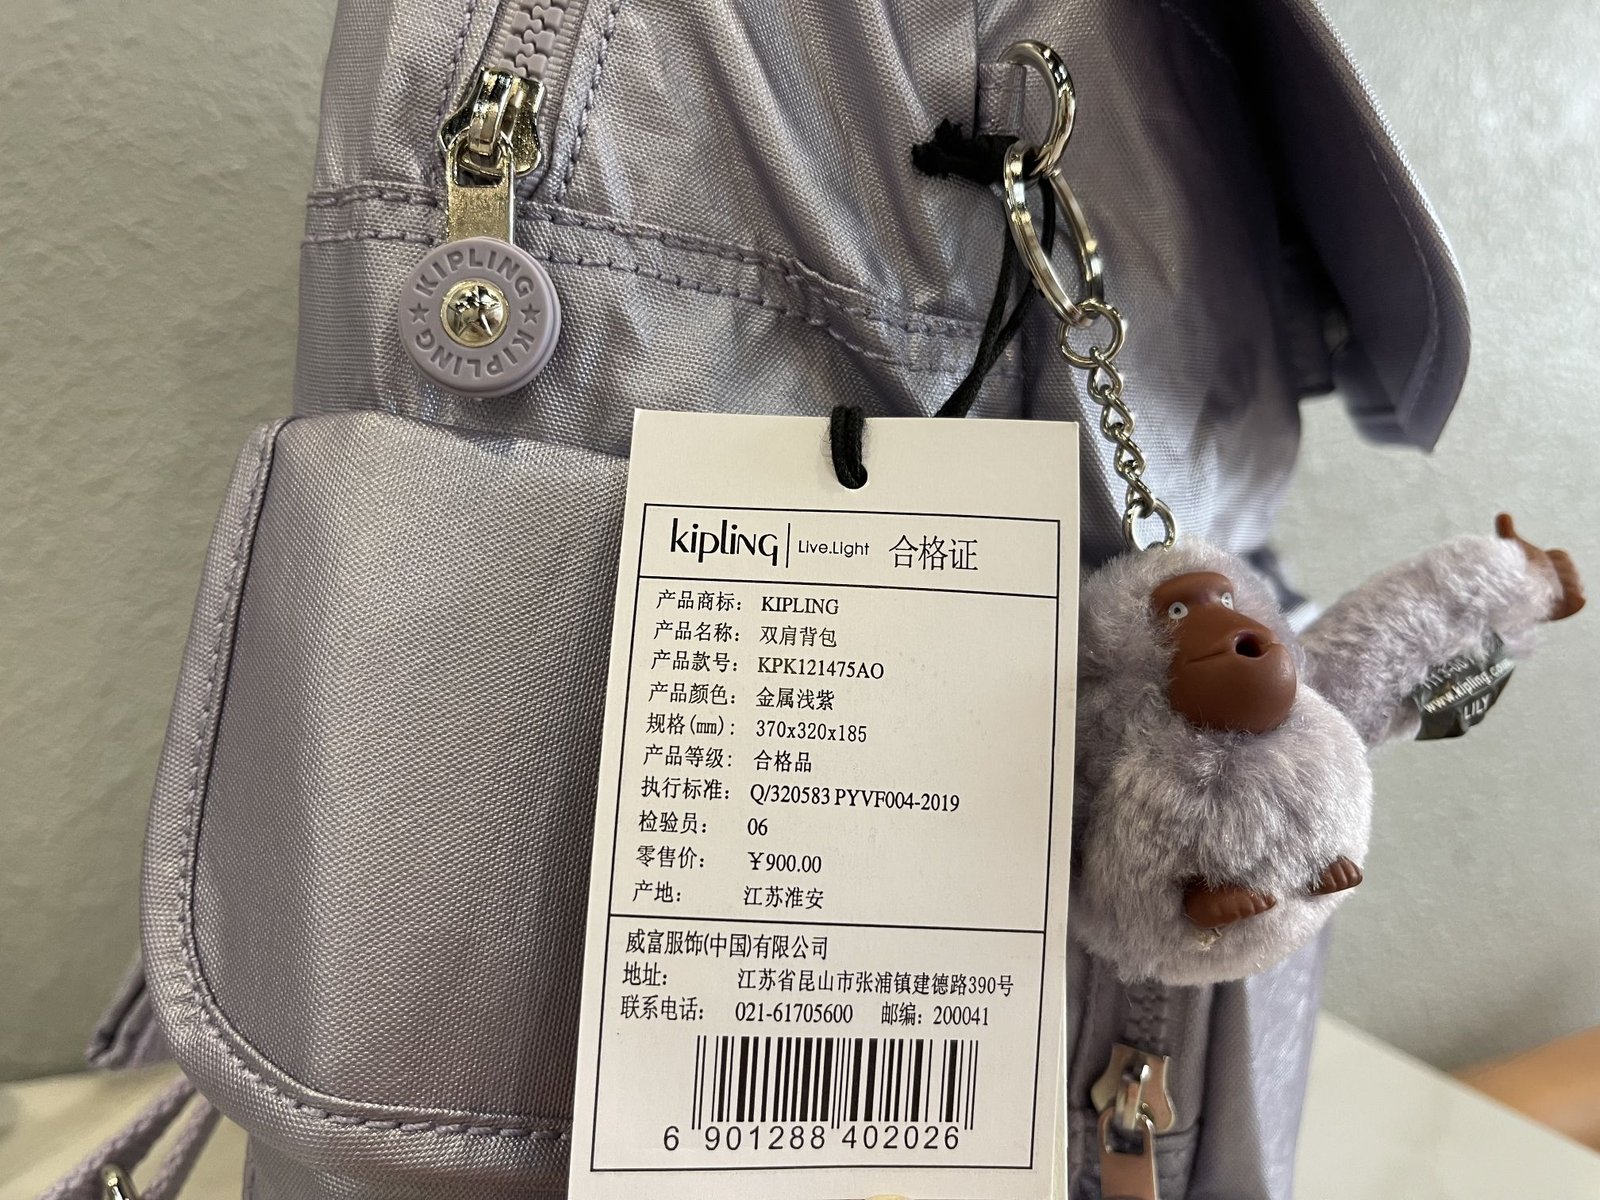 KIPLING
KIPLING
kipling Live.Light 合格证
产品商标: KIPLING
产品名称: 双肩背包
产品款号: KPK121475AO
产品颜色: 金属浅紫
规格(mm): 370x320x185
产品等级: 合格品
执行标准: Q/320583 PYVF004-2019
检验员: 06
零售价: ¥900.00
产地: 江苏淮安
威富服饰(中国)有限公司
地址: 江苏省昆山市张浦镇建德路390号
联系电话: 021-61705600 邮编: 200041
6 901288 402026
www.kipling.com
LILY